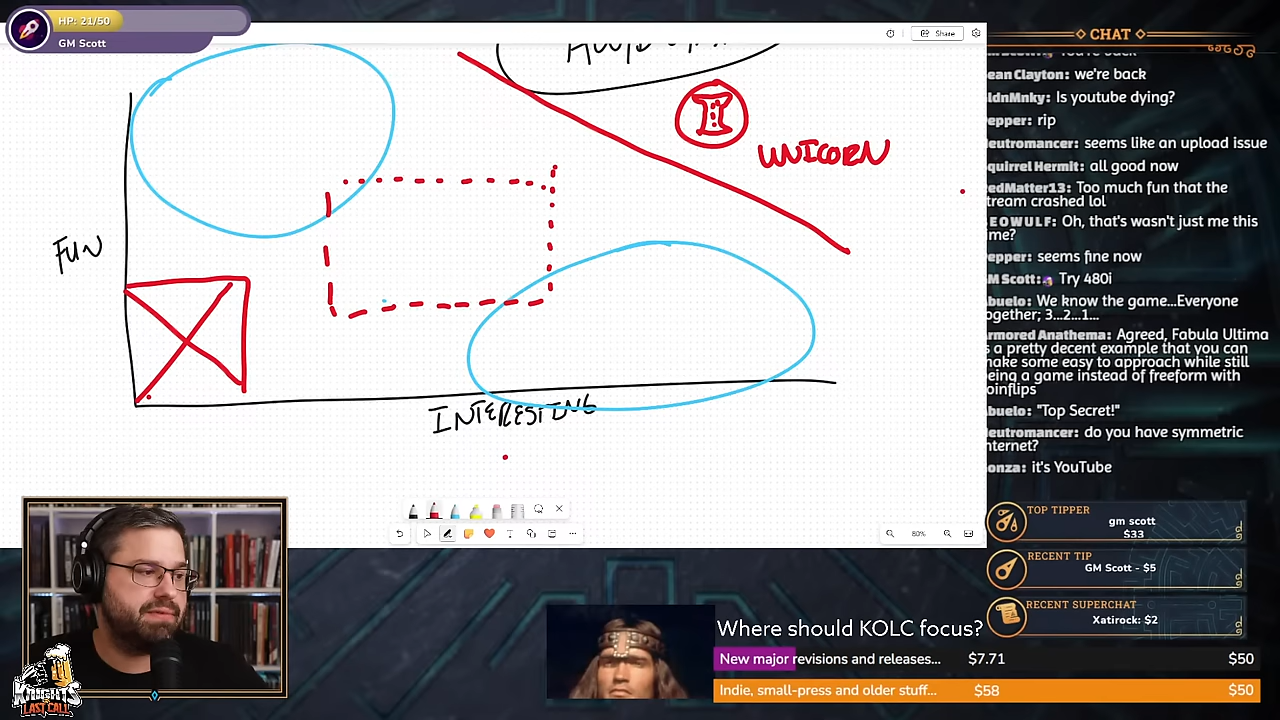 HP: 21/50
GM Scott
Share
UNICORN
FUN
INTERESTING
80%
CHAT
ean Clayton: we're back
ldnMnky: Is youtube dying?
epper: rip
leutromancer: seems like an upload issue
quirrel Hermit: all good now
edMatter13: Too much fun that the
tream crashed lol
EOWULF: Oh, that's wasn't just me this
ime?
epper: seems fine now
M Scott: Try 480i
buelo: We know the game...Everyone
ogether; 3...2...1...
rmored Anathema: Agreed, Fabula Ultima
s a pretty decent example that you can
make some easy to approach while still
eing a game instead of freeform with
oinflips
buelo: "Top Secret!"
leutromancer: do you have symmetric
nternet?
onza: it's YouTube
TOP TIPPER
gm scott
$33
RECENT TIP
GM Scott - $5
RECENT SUPERCHAT
Xatirock: $2
Where should KOLC focus?
New major revisions and releases... $7.71 $50
Indie, small-press and older stuff... $58 $50
KNIGHTS
LAST CALL